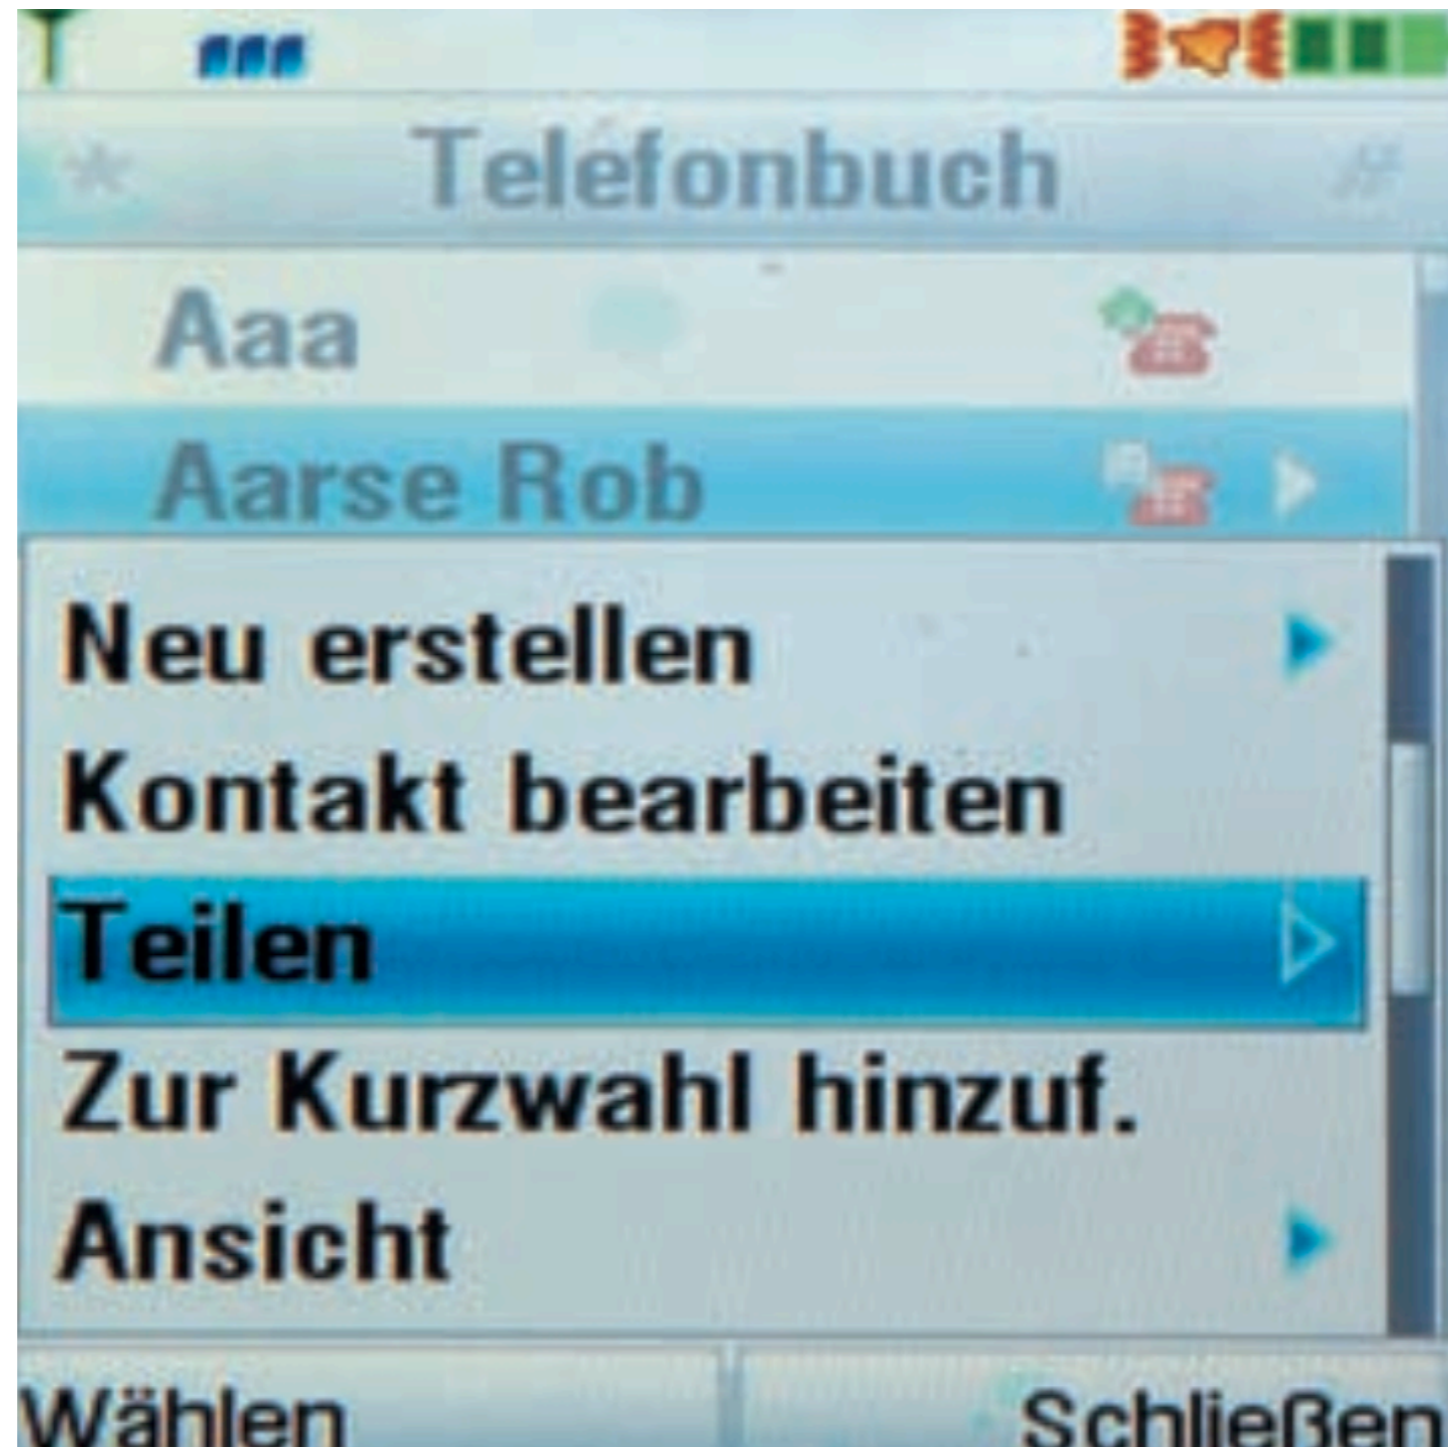 Telefonbuch
Aaa
Aarse Rob
Neu erstellen
Kontakt bearbeiten
Teilen
Zur Kurzwahl hinzuf.
Ansicht
Wählen
Schließen